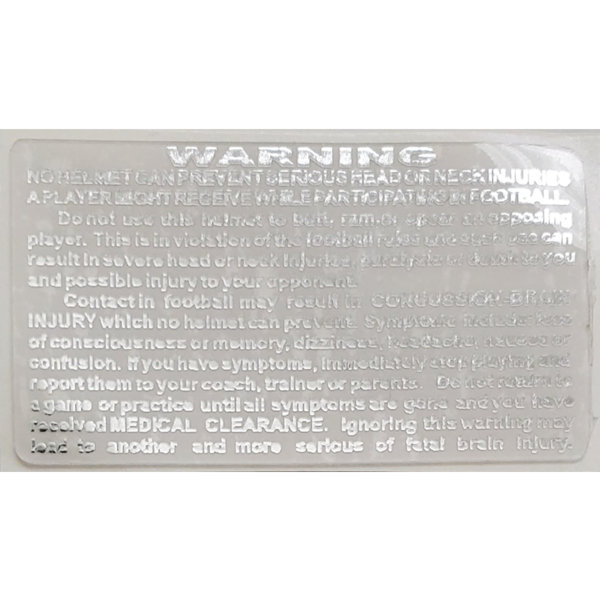 WARNING
NO HELMET CAN PREVENT SERIOUS HEAD OR NECK INJURIES
A PLAYER MIGHT RECEIVE WHILE PARTICIPATING IN FOOTBALL.
Do not use this helmet to butt, ram or spear an opposing
player. This is in violation of the football rules and such use can
result in severe head or neck injuries, paralysis or death to you
and possible injury to your opponent.
Contact in football may result in CONCUSSION-BRAIN
INJURY which no helmet can prevent. Symptoms include: loss
of consciousness or memory, dizziness, headache, nausea or
confusion. If you have symptoms, immediately stop playing and
report them to your coach, trainer or parents. Do not return to
a game or practice until all symptoms are gone and you have
received MEDICAL CLEARANCE. Ignoring this warning may
lead to another and more serious of fatal brain injury.